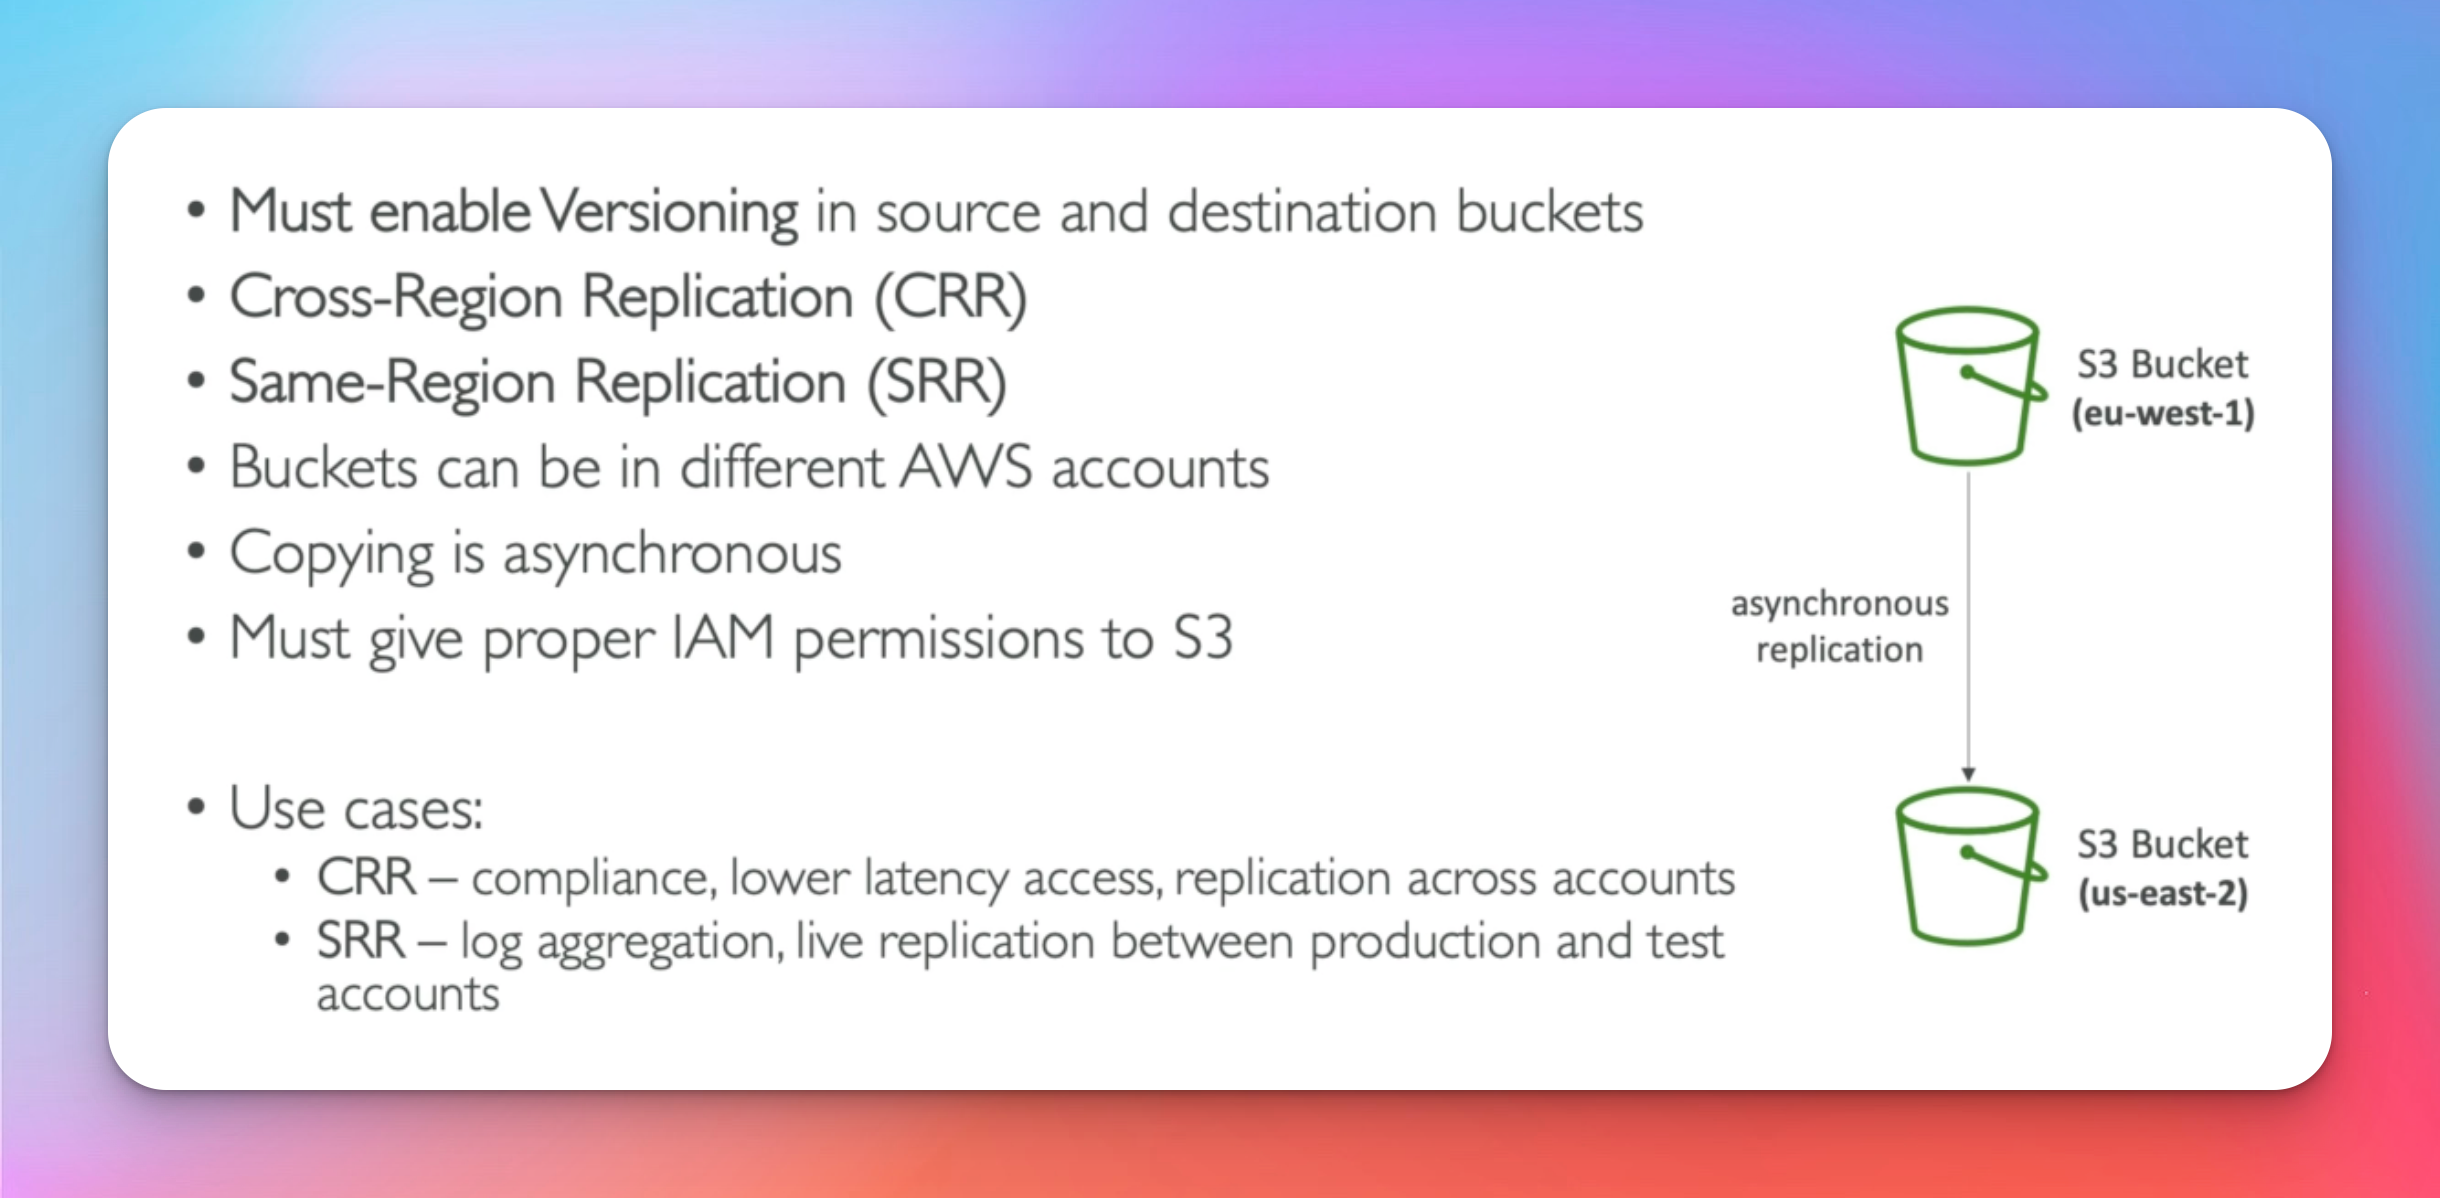 • Must enable Versioning in source and destination buckets
• Cross-Region Replication (CRR)
• Same-Region Replication (SRR)
• Buckets can be in different AWS accounts
• Copying is asynchronous
• Must give proper IAM permissions to S3
• Use cases:
• CRR – compliance, lower latency access, replication across accounts
• SRR – log aggregation, live replication between production and test
accounts
S3 Bucket
(eu-west-1)
asynchronous
replication
S3 Bucket
(us-east-2)